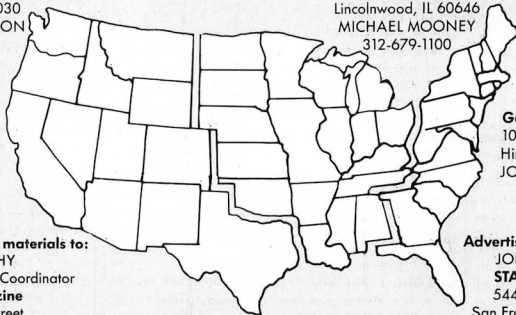 030
ON
Lincolnwood, IL 60646
MICHAEL MOONEY
312-679-1100
G
10
Hi
JO
materials to:
HY
Coordinator
zine
reet
Advertis
JO
STA
544
San Fr